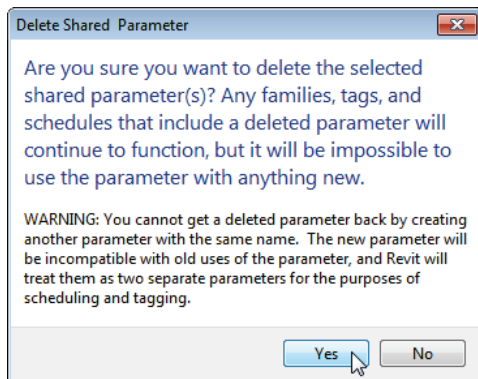 Delete Shared Parameter
Are you sure you want to delete the selected
shared parameter(s)? Any families, tags, and
schedules that include a deleted parameter will
continue to function, but it will be impossible to
use the parameter with anything new.
WARNING: You cannot get a deleted parameter back by creating
another parameter with the same name. The new parameter will
be incompatible with old uses of the parameter, and Revit will
treat them as two separate parameters for the purposes of
scheduling and tagging.
Yes No